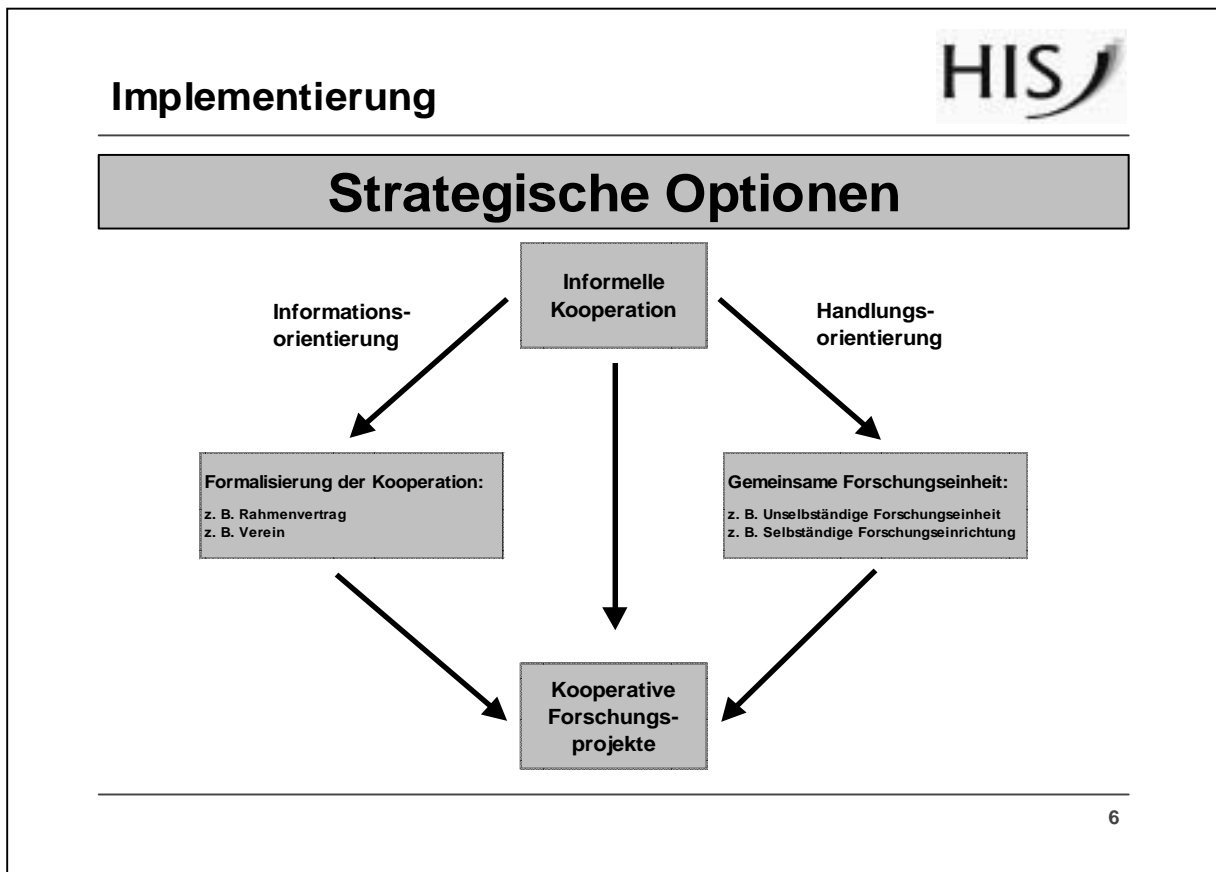 HIS
Implementierung
Strategische Optionen
Informelle
Kooperation
Informations-
orientierung
Handlungs-
orientierung
Formalisierung der Kooperation:
z. B. Rahmenvertrag
z. B. Verein
Gemeinsame Forschungseinheit:
z. B. Unselbständige Forschungseinheit
z. B. Selbständige Forschungseinrichtung
Kooperative
Forschungs-
projekte
6